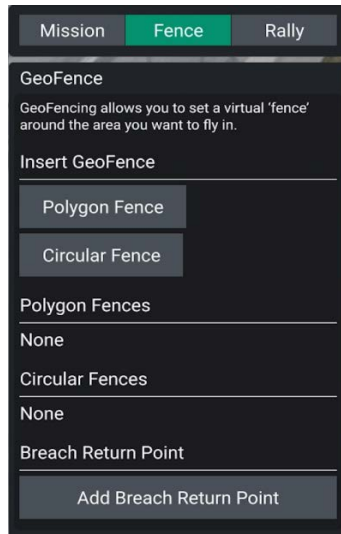 Mission Fence Rally
GeoFence
GeoFencing allows you to set a virtual ‘fence’
around the area you want to fly in.
Insert GeoFence
Polygon Fence
Circular Fence
Polygon Fences
None
Circular Fences
None
Breach Return Point
Add Breach Return Point